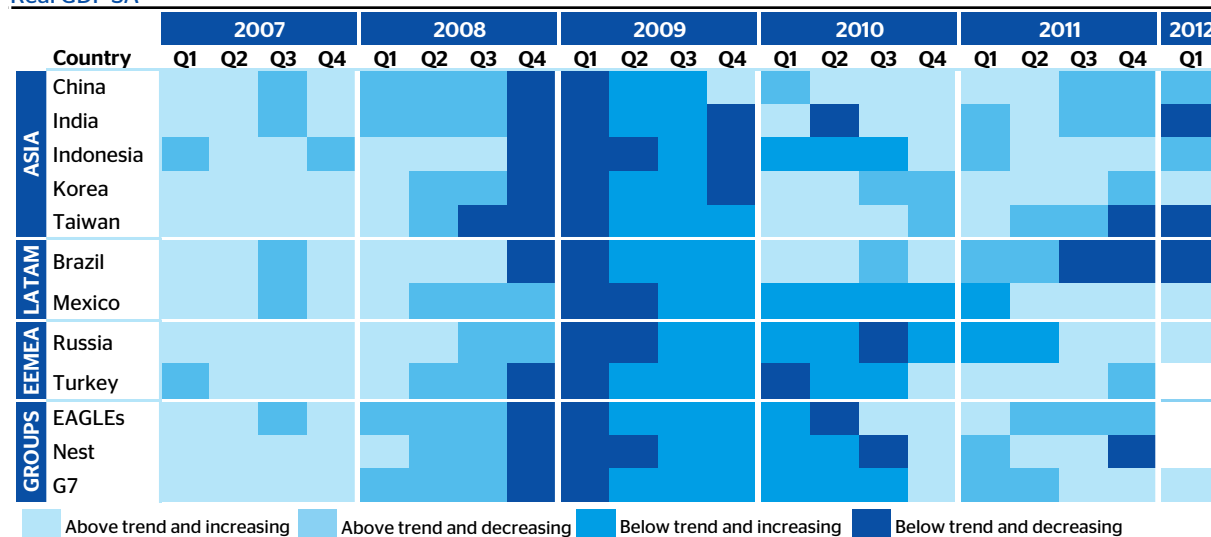 Real GDP SA
2007 2008 2009 2010 2011 2012
Country Q1 Q2 Q3 Q4 Q1 Q2 Q3 Q4 Q1 Q2 Q3 Q4 Q1 Q2 Q3 Q4 Q1 Q2 Q3 Q4 Q1
ASIA
China
India
Indonesia
Korea
Taiwan
LATAM
Brazil
Mexico
EEMEA
Russia
Turkey
GROUPS
EAGLEs
Nest
G7
Above trend and increasing Above trend and decreasing Below trend and increasing Below trend and decreasing